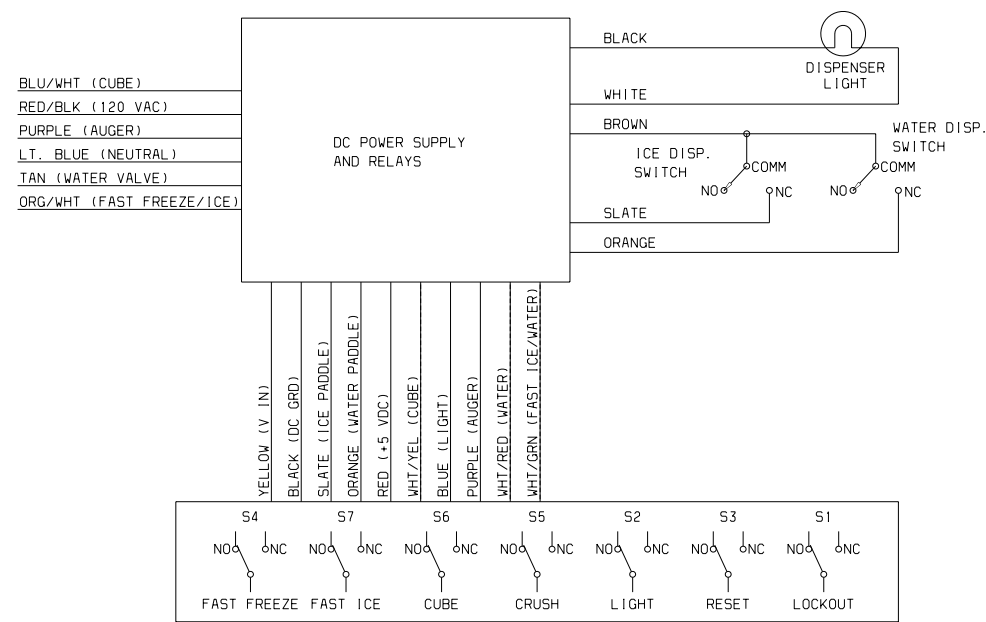 BLU/WHT (CUBE)
RED/BLK (120 VAC)
PURPLE (AUGER)
LT. BLUE (NEUTRAL)
TAN (WATER VALVE)
ORG/WHT (FAST FREEZE/ICE)
DC POWER SUPPLY
AND RELAYS
BLACK
DISPENSER
LIGHT
WHITE
BROWN
WATER DISP.
SWITCH
ICE DISP.
SWITCH
COMM
NO
NC
COMM
NO
NC
SLATE
ORANGE
YELLOW (V IN)
BLACK (DC GRD)
SLATE (ICE PADDLE)
ORANGE (WATER PADDLE)
RED (+5 VDC)
WHT/YEL (CUBE)
BLUE (LIGHT)
PURPLE (AUGER)
WHT/RED (WATER)
WHT/GRN (FAST ICE/WATER)
S4 S7 S6 S5 S2 S3 S1
NO NC NO NC NO NC NO NC NO NC NO NC NO NC
FAST FREEZE FAST ICE CUBE CRUSH LIGHT RESET LOCKOUT